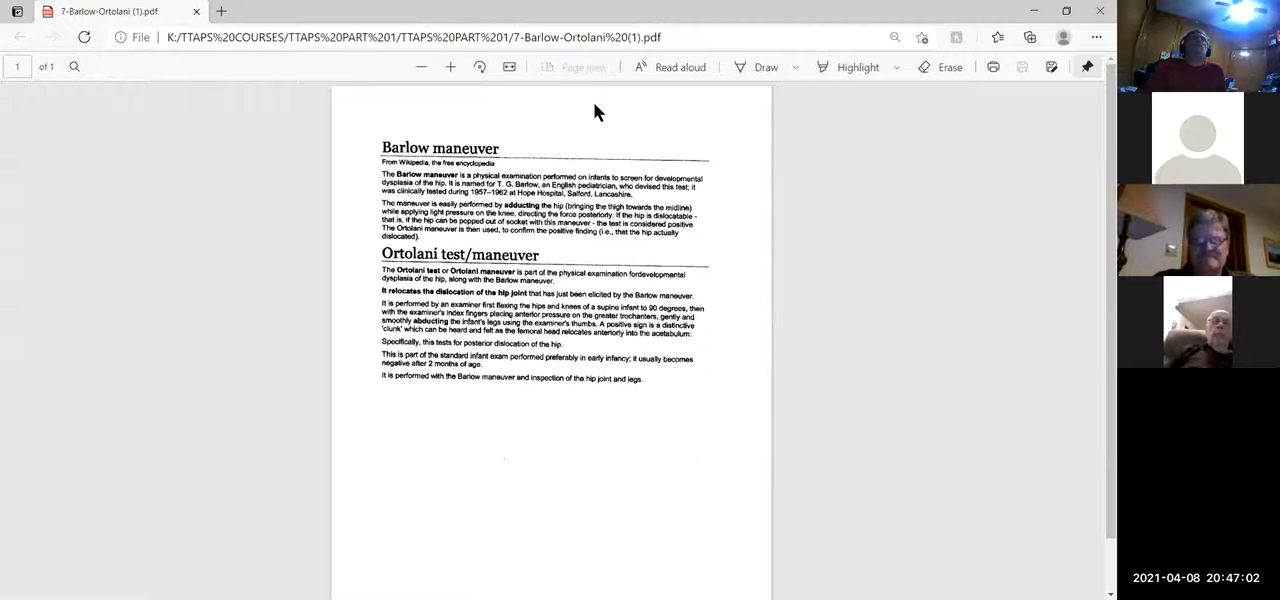 7-Barlow-Ortolani (1).pdf
File K:/TTAPS%20COURSES/TTAPS%20PART%201/TTAPS%20PART%201/7-Barlow-Ortolani%20(1).pdf
1 of 1 Page view Read aloud Draw Highlight Erase
Barlow maneuver
From Wikipedia, the free encyclopedia
The Barlow maneuver is a physical examination performed on infants to screen for developmental
dysplasia of the hip. It is named for T. G. Barlow, an English pediatrician, who devised this test; it
was clinically tested during 1957–1962 at Hope Hospital, Salford, Lancashire.
The maneuver is easily performed by adducting the hip (bringing the thigh towards the midline)
while applying light pressure on the knee, directing the force posteriorly. If the hip is dislocatable -
that is, if the hip can be popped out of socket with this maneuver - the test is considered positive.
The Ortolani maneuver is then used, to confirm the positive finding (i.e., that the hip actually
dislocated).
Ortolani test/maneuver
The Ortolani test or Ortolani maneuver is part of the physical examination fordevelopmental
dysplasia of the hip, along with the Barlow maneuver.
It relocates the dislocation of the hip joint that has just been elicited by the Barlow maneuver.
It is performed by an examiner first flexing the hips and knees of a supine infant to 90 degrees, then
with the examiner's index fingers placing anterior pressure on the greater trochanters, gently and
smoothly abducting the infant's legs using the examiner's thumbs. A positive sign is a distinctive
'clunk' which can be heard and felt as the femoral head relocates anteriorly into the acetabulum:
Specifically, this tests for posterior dislocation of the hip.
This is part of the standard infant exam performed preferably in early infancy; it usually becomes
negative after 2 months of age.
It is performed with the Barlow maneuver and inspection of the hip joint and legs.
2021-04-08 20:47:02